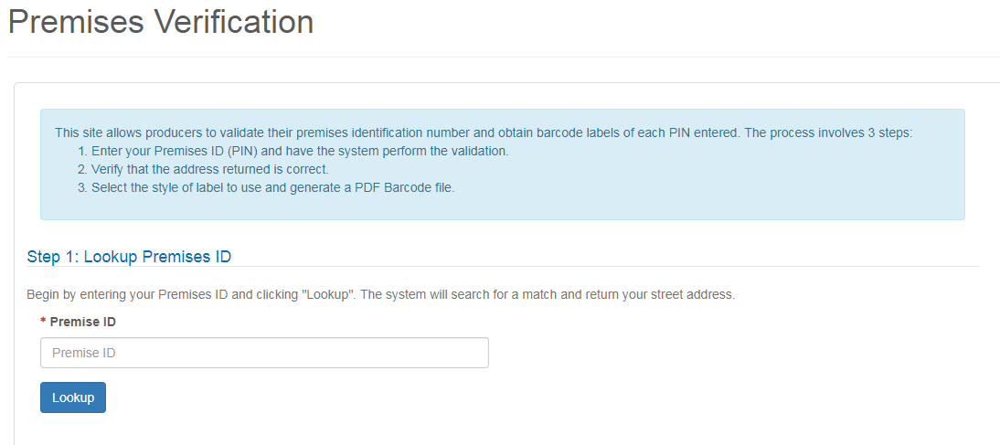 Premises Verification
This site allows producers to validate their premises identification number and obtain barcode labels of each PIN entered. The process involves 3 steps:
1. Enter your Premises ID (PIN) and have the system perform the validation.
2. Verify that the address returned is correct.
3. Select the style of label to use and generate a PDF Barcode file.
Step 1: Lookup Premises ID
Begin by entering your Premises ID and clicking "Lookup". The system will search for a match and return your street address.
* Premise ID
Premise ID
Lookup